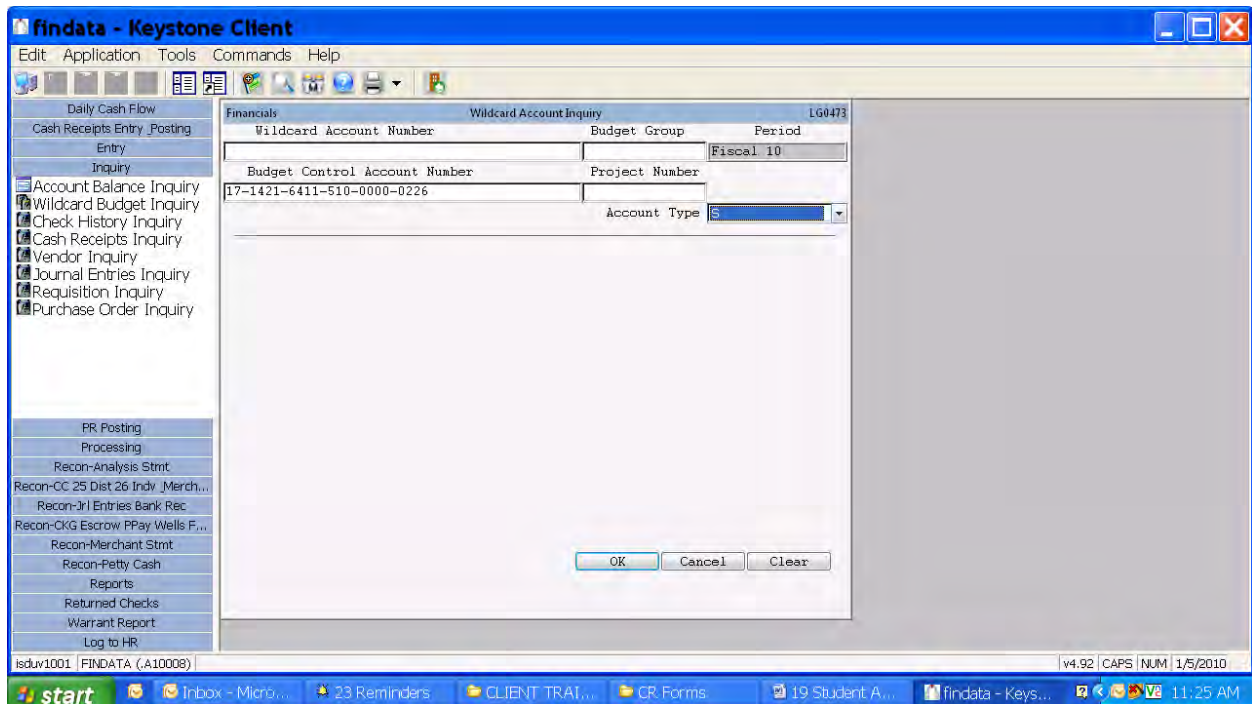 findata - Keystone Client
Edit Application Tools Commands Help
Daily Cash Flow
Cash Receipts Entry_Posting
Entry
Inquiry
Account Balance Inquiry
Wildcard Budget Inquiry
Check History Inquiry
Cash Receipts Inquiry
Vendor Inquiry
Journal Entries Inquiry
Requisition Inquiry
Purchase Order Inquiry
PR Posting
Processing
Recon-Analysis Stmt
Recon-CC 25 Dist 26 Indv_Merch...
Recon-Jrl Entries Bank Rec
Recon-CKG Escrow PPay Wells F...
Recon-Merchant Stmt
Recon-Petty Cash
Reports
Returned Checks
Warrant Report
Log to HR
Financials Wildcard Account Inquiry LG0473
Wildcard Account Number Budget Group Period
Fiscal 10
Budget Control Account Number Project Number
17-1421-6411-510-0000-0226
Account Type S
OK Cancel Clear
isduv1001 FINDATA (.A10008) v4.92 CAPS NUM 1/5/2010
start Inbox - Micro... 23 Reminders CLIENT TRAI... CR Forms 19 Student A... findata - Keys... V2 11:25 AM